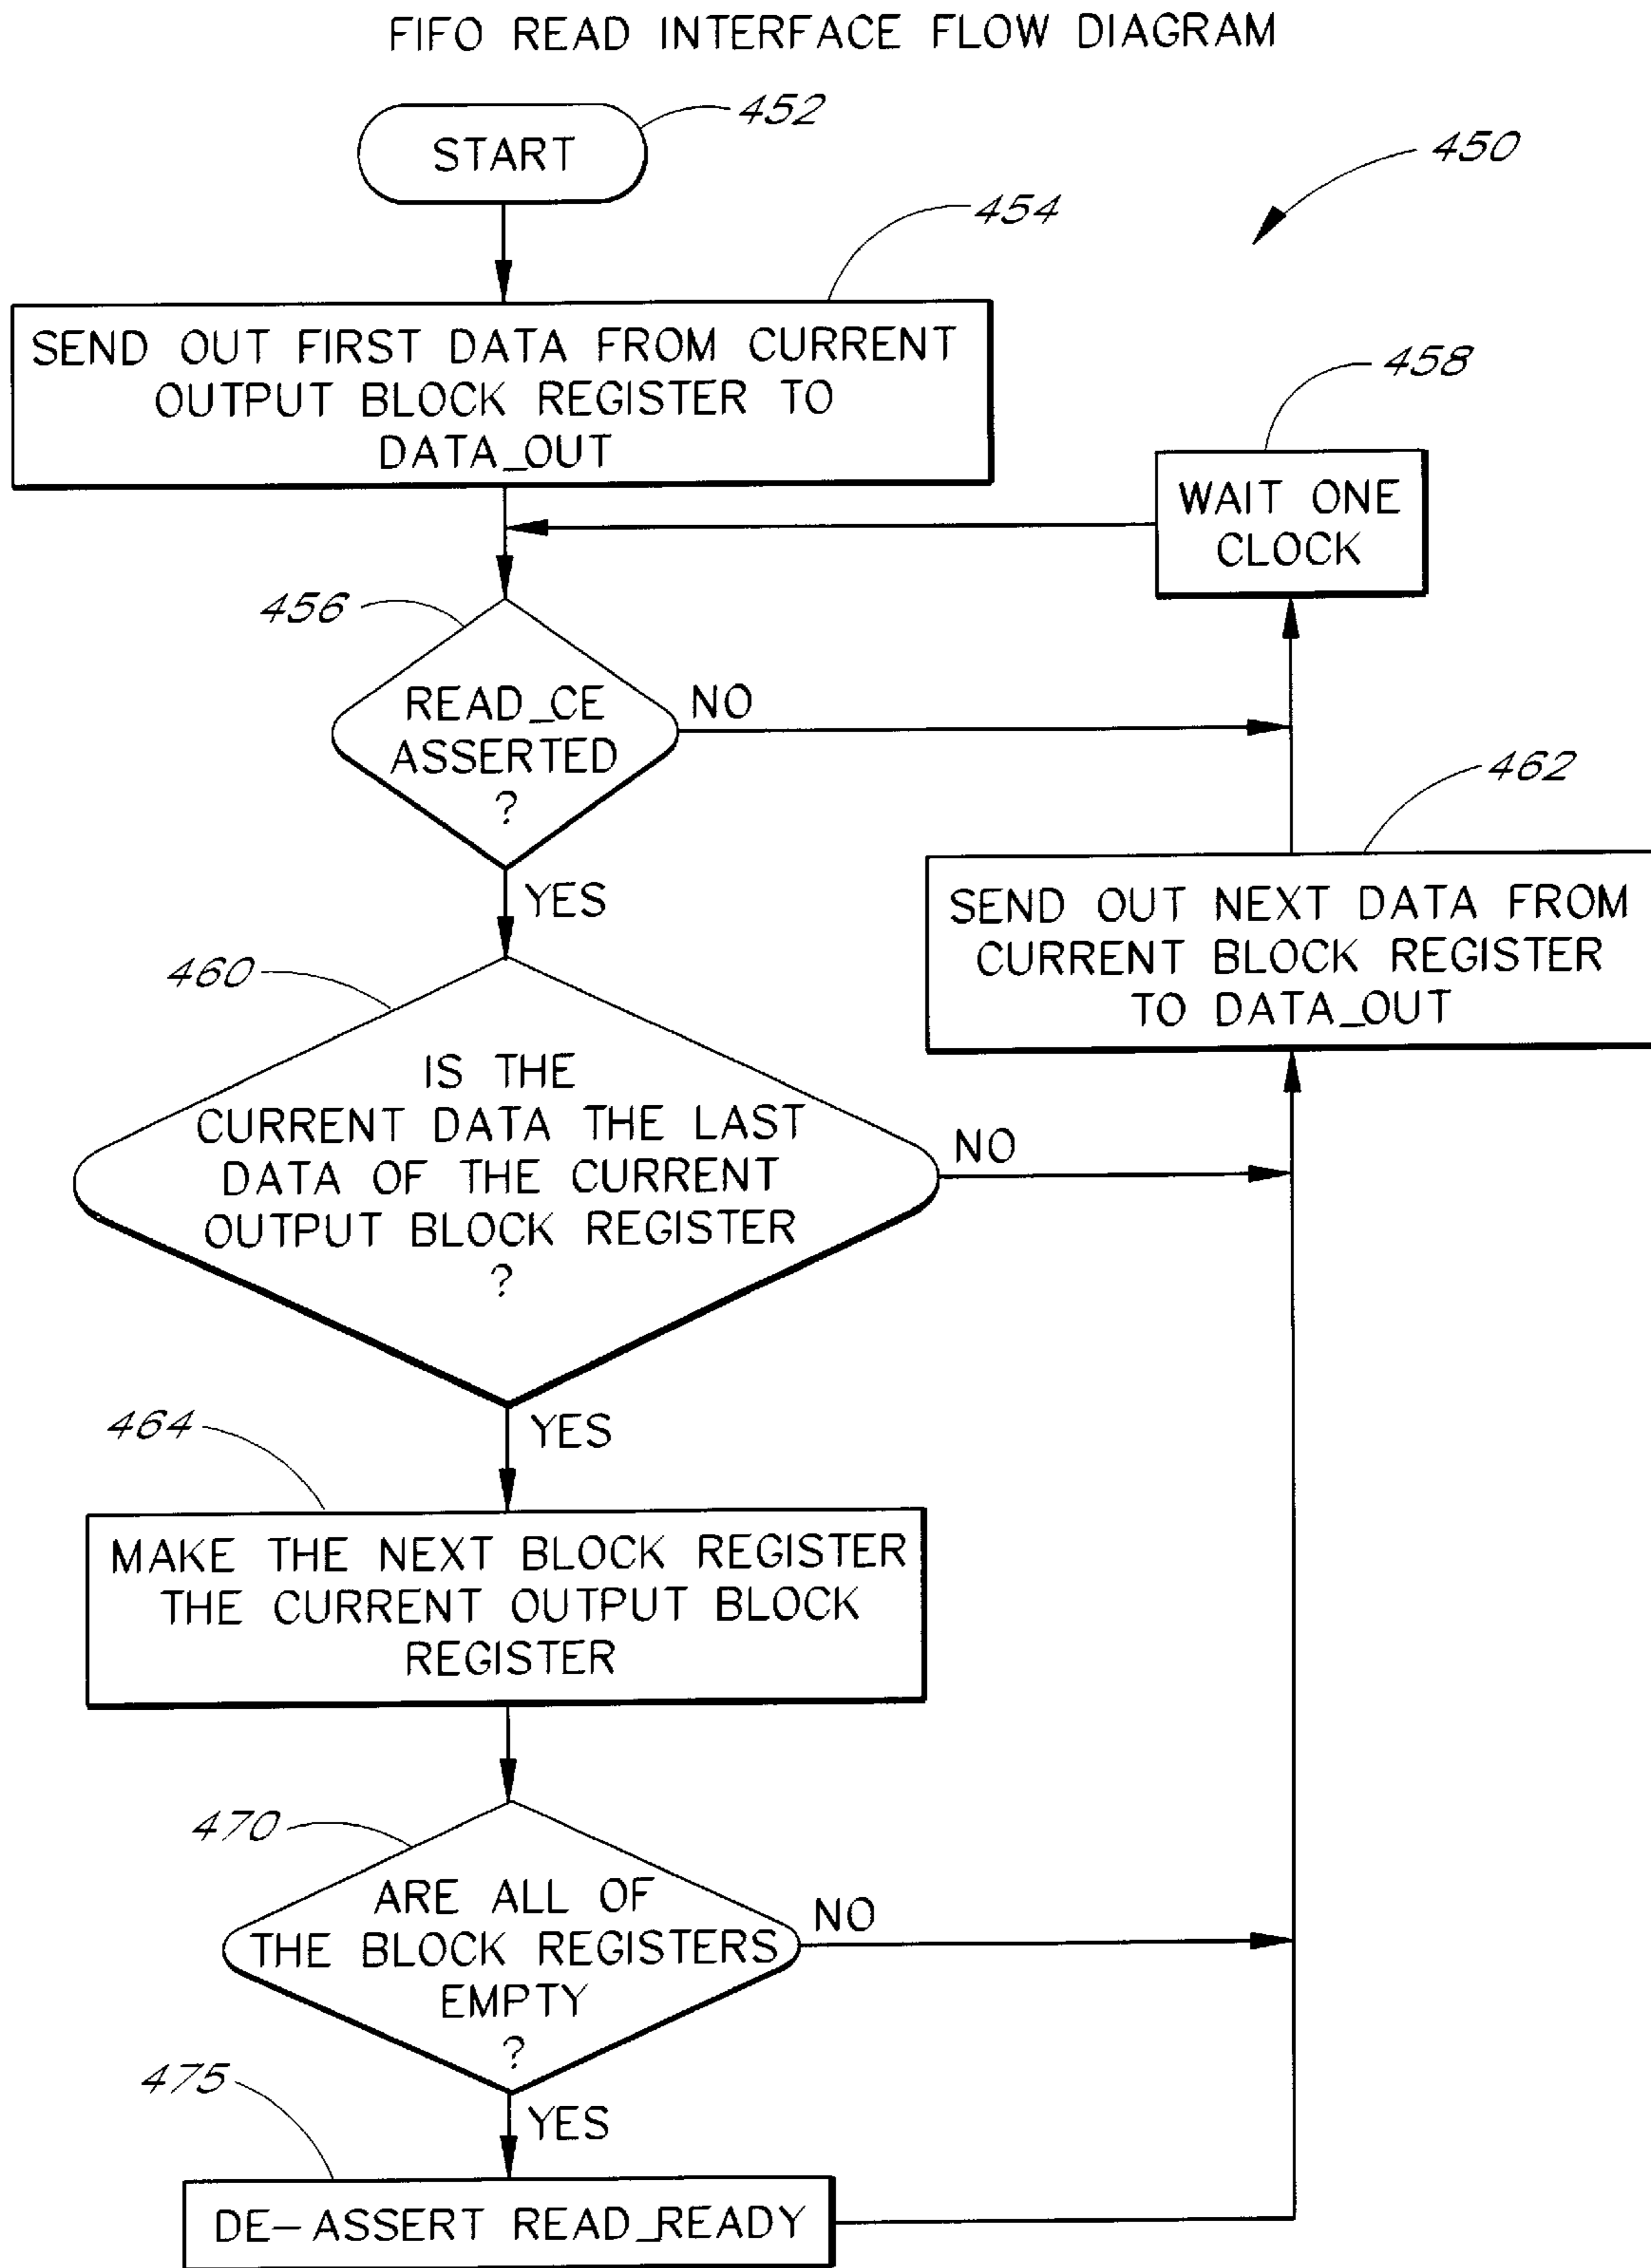 FIFO READ INTERFACE FLOW DIAGRAM
452
START
450
454
SEND OUT FIRST DATA FROM CURRENT
OUTPUT BLOCK REGISTER TO
DATA_OUT
458
WAIT ONE
CLOCK
456
READ_CE
ASSERTED
?
NO
YES
462
SEND OUT NEXT DATA FROM
CURRENT BLOCK REGISTER
TO DATA_OUT
460
IS THE
CURRENT DATA THE LAST
DATA OF THE CURRENT
OUTPUT BLOCK REGISTER
?
NO
YES
464
MAKE THE NEXT BLOCK REGISTER
THE CURRENT OUTPUT BLOCK
REGISTER
470
ARE ALL OF
THE BLOCK REGISTERS
EMPTY
?
NO
YES
475
DE-ASSERT READ_READY